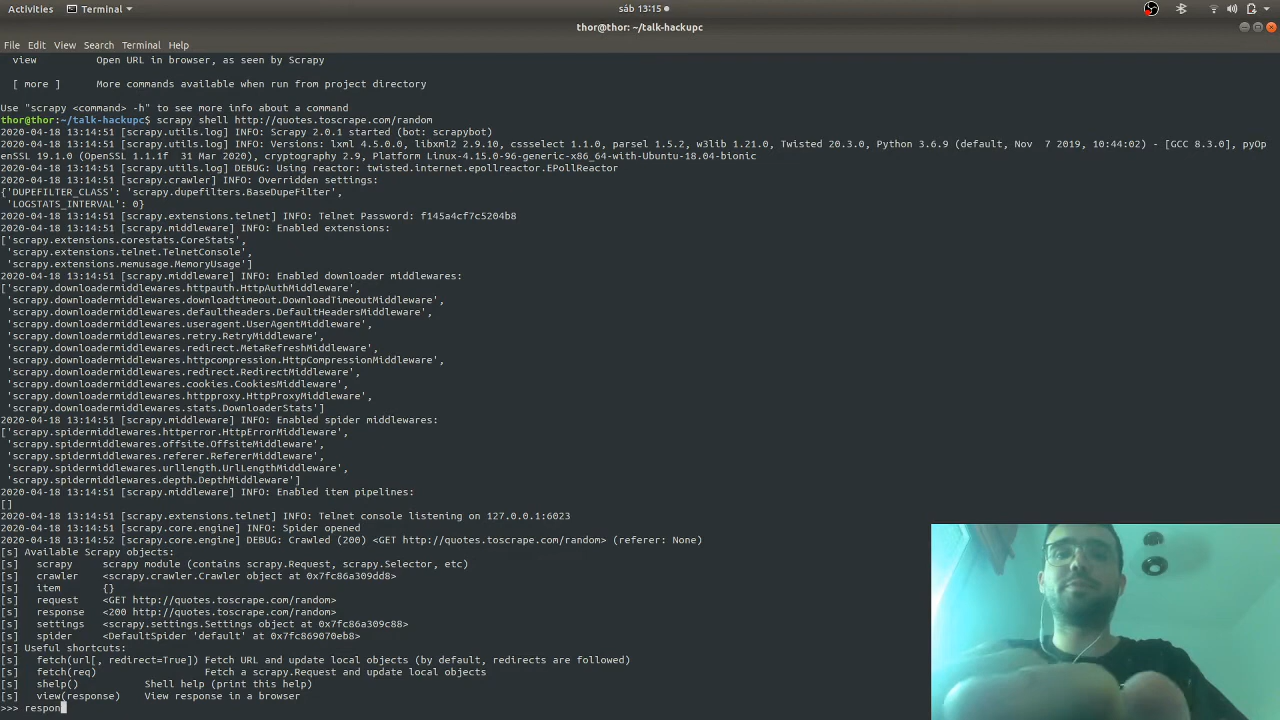 Activities
Terminal
sáb 13:15
thor@thor: ~/talk-hackupc
File Edit View Search Terminal Help
view Open URL in browser, as seen by Scrapy
[ more ] More commands available when run from project directory
Use "scrapy <command> -h" to see more info about a command
thor@thor:~/talk-hackupc$ scrapy shell http://quotes.toscrape.com/random
2020-04-18 13:14:51 [scrapy.utils.log] INFO: Scrapy 2.0.1 started (bot: scrapybot)
2020-04-18 13:14:51 [scrapy.utils.log] INFO: Versions: lxml 4.5.0.0, libxml2 2.9.10, cssselect 1.1.0, parsel 1.5.2, w3lib 1.21.0, Twisted 20.3.0, Python 3.6.9 (default, Nov  7 2019, 10:44:02) - [GCC 8.3.0], pyOp
enSSL 19.1.0 (OpenSSL 1.1.1f  31 Mar 2020), cryptography 2.9, Platform Linux-4.15.0-96-generic-x86_64-with-Ubuntu-18.04-bionic
2020-04-18 13:14:51 [scrapy.utils.log] DEBUG: Using reactor: twisted.internet.epollreactor.EPollReactor
2020-04-18 13:14:51 [scrapy.crawler] INFO: Overridden settings:
{'DUPEFILTER_CLASS': 'scrapy.dupefilters.BaseDupeFilter',
 'LOGSTATS_INTERVAL': 0}
2020-04-18 13:14:51 [scrapy.extensions.telnet] INFO: Telnet Password: f145a4cf7c5204b8
2020-04-18 13:14:51 [scrapy.middleware] INFO: Enabled extensions:
['scrapy.extensions.corestats.CoreStats',
 'scrapy.extensions.telnet.TelnetConsole',
 'scrapy.extensions.memusage.MemoryUsage']
2020-04-18 13:14:51 [scrapy.middleware] INFO: Enabled downloader middlewares:
['scrapy.downloadermiddlewares.httpauth.HttpAuthMiddleware',
 'scrapy.downloadermiddlewares.downloadtimeout.DownloadTimeoutMiddleware',
 'scrapy.downloadermiddlewares.defaultheaders.DefaultHeadersMiddleware',
 'scrapy.downloadermiddlewares.useragent.UserAgentMiddleware',
 'scrapy.downloadermiddlewares.retry.RetryMiddleware',
 'scrapy.downloadermiddlewares.redirect.MetaRefreshMiddleware',
 'scrapy.downloadermiddlewares.httpcompression.HttpCompressionMiddleware',
 'scrapy.downloadermiddlewares.redirect.RedirectMiddleware',
 'scrapy.downloadermiddlewares.cookies.CookiesMiddleware',
 'scrapy.downloadermiddlewares.httpproxy.HttpProxyMiddleware',
 'scrapy.downloadermiddlewares.stats.DownloaderStats']
2020-04-18 13:14:51 [scrapy.middleware] INFO: Enabled spider middlewares:
['scrapy.spidermiddlewares.httperror.HttpErrorMiddleware',
 'scrapy.spidermiddlewares.offsite.OffsiteMiddleware',
 'scrapy.spidermiddlewares.referer.RefererMiddleware',
 'scrapy.spidermiddlewares.urllength.UrlLengthMiddleware',
 'scrapy.spidermiddlewares.depth.DepthMiddleware']
2020-04-18 13:14:51 [scrapy.middleware] INFO: Enabled item pipelines:
[]
2020-04-18 13:14:51 [scrapy.extensions.telnet] INFO: Telnet console listening on 127.0.0.1:6023
2020-04-18 13:14:51 [scrapy.core.engine] INFO: Spider opened
2020-04-18 13:14:52 [scrapy.core.engine] DEBUG: Crawled (200) <GET http://quotes.toscrape.com/random> (referer: None)
[s] Available Scrapy objects:
[s]   scrapy     scrapy module (contains scrapy.Request, scrapy.Selector, etc)
[s]   crawler    <scrapy.crawler.Crawler object at 0x7fc86a309dd8>
[s]   item       {}
[s]   request    <GET http://quotes.toscrape.com/random>
[s]   response   <200 http://quotes.toscrape.com/random>
[s]   settings   <scrapy.settings.Settings object at 0x7fc86a309c88>
[s]   spider     <DefaultSpider 'default' at 0x7fc869070eb8>
[s] Useful shortcuts:
[s]   fetch(url[, redirect=True]) Fetch URL and update local objects (by default, redirects are followed)
[s]   fetch(req)                  Fetch a scrapy.Request and update local objects
[s]   shelp()           Shell help (print this help)
[s]   view(response)    View response in a browser
>>> respon